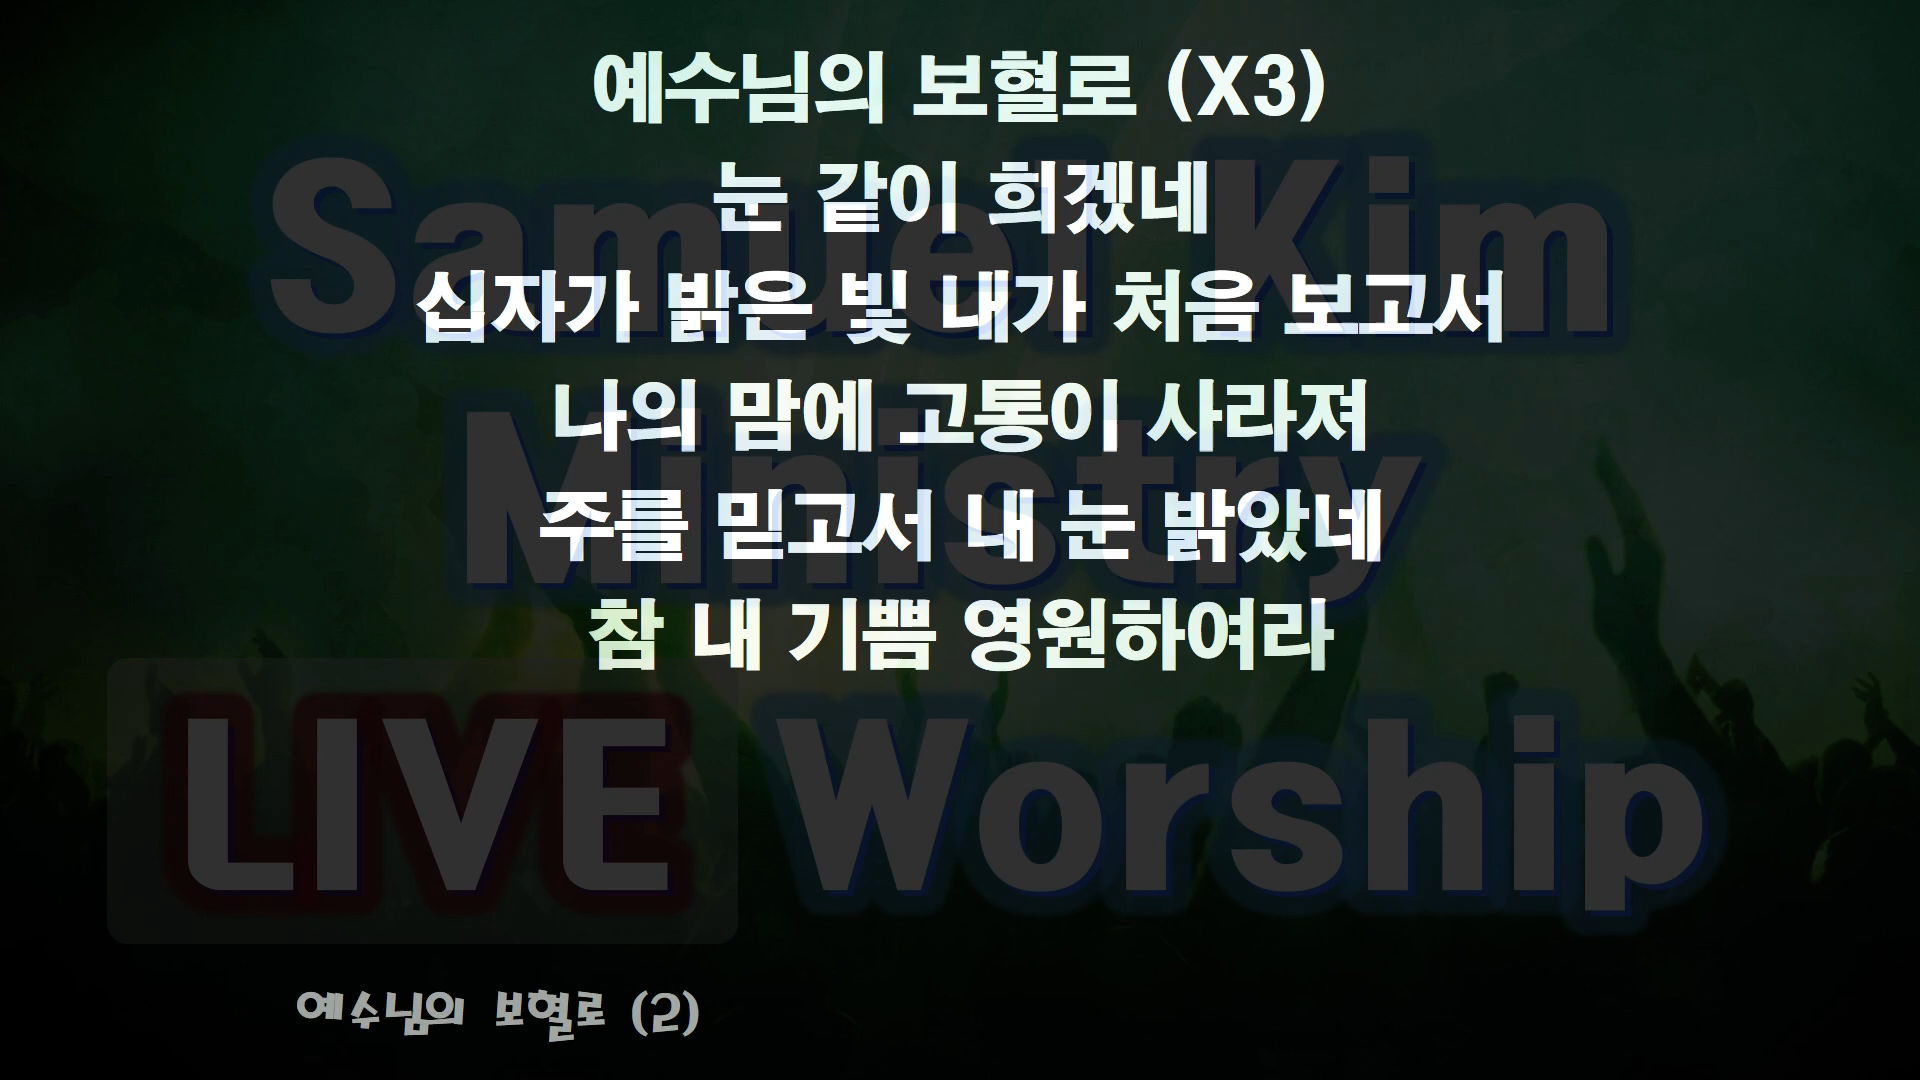 예수님의 보혈로 (X3)
눈 같이 희겠네
십자가 밝은 빛 내가 처음 보고서
나의 맘에 고통이 사라져
주를 믿고서 내 눈 밝았네
참 내 기쁨 영원하여라
Samuel Kim
Ministry
LIVE Worship
예수님의 보혈로 (G)